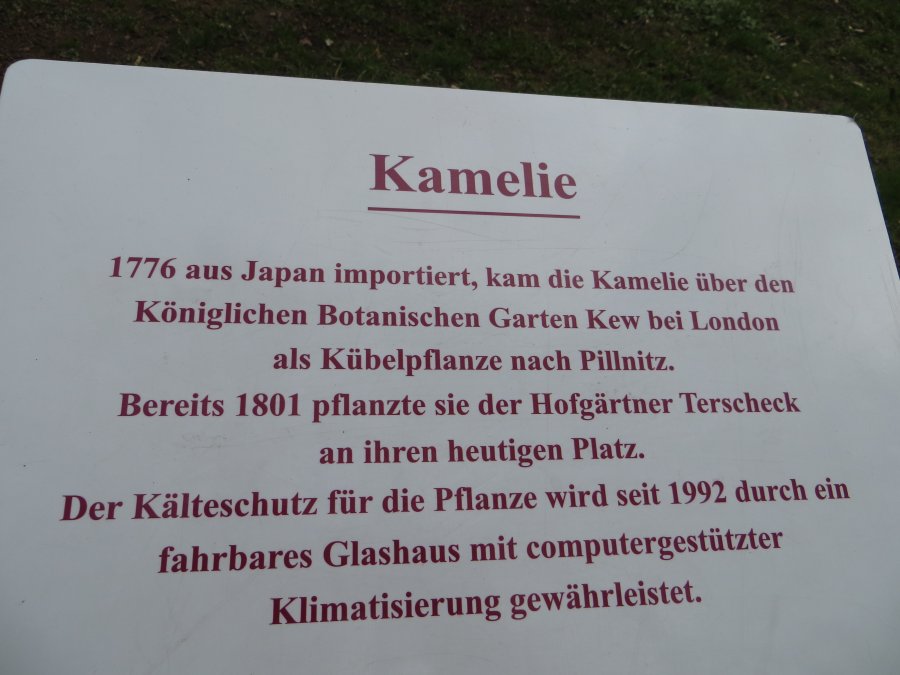 Kamelie
1776 aus Japan importiert, kam die Kamelie über den
Königlichen Botanischen Garten Kew bei London
als Kübelpflanze nach Pillnitz.
Bereits 1801 pflanzte sie der Hofgärtner Terscheck
an ihren heutigen Platz.
Der Kälteschutz für die Pflanze wird seit 1992 durch ein
fahrbares Glashaus mit computergestützter
Klimatisierung gewährleistet.